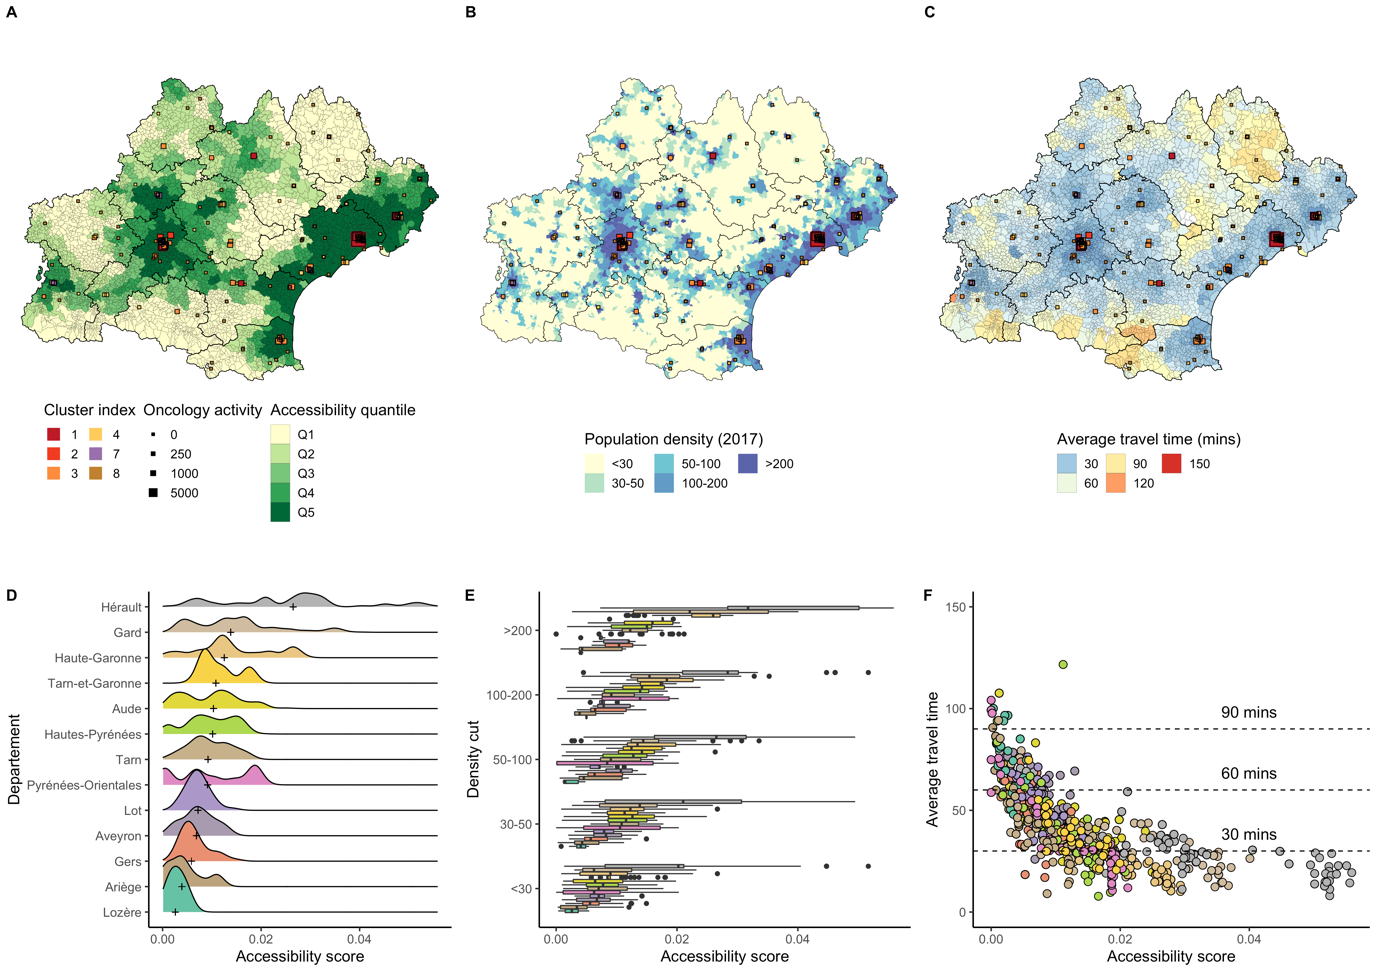 A
B
C
Cluster index
1
4
2
7
3
8
Oncology activity
0
250
1000
5000
Accessibility quantile
Q1
Q2
Q3
Q4
Q5
Population density (2017)
<30
50-100
>200
30-50
100-200
Average travel time (mins)
30
90
150
60
120
D
Departement
Hérault
Gard
Haute-Garonne
Tarn-et-Garonne
Aude
Hautes-Pyrénées
Tarn
Pyrénées-Orientales
Lot
Aveyron
Gers
Ariège
Lozère
0.00
0.02
0.04
Accessibility score
E
Density cut
>200
100-200
50-100
30-50
<30
0.00
0.02
0.04
Accessibility score
F
Average travel time
150
100
50
0
90 mins
60 mins
30 mins
0.00
0.02
0.04
Accessibility score